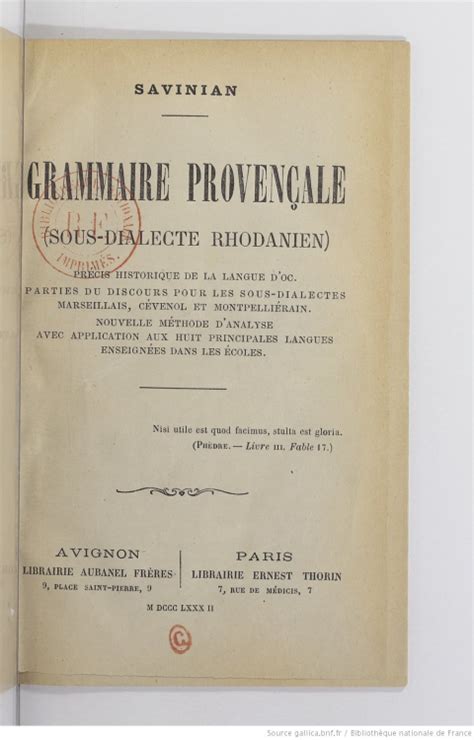 SAVINIAN
GRAMMAIRE PROVENÇALE
(SOUS-DIALECTE RHODANIEN)
PRÉCIS HISTORIQUE DE LA LANGUE D'OC.
PARTIES DU DISCOURS POUR LES SOUS-DIALECTES
MARSEILLAIS, CÉVENOL ET MONTPELLIÉRAIN.
NOUVELLE MÉTHODE D'ANALYSE
AVEC APPLICATION AUX HUIT PRINCIPALES LANGUES
ENSEIGNÉES DANS LES ÉCOLES.
Nisi utile est quod facimus, stulta est gloria.
(PHÈDRE. — Livre III. Fable 17.)
AVIGNON
LIBRAIRIE AUBANEL FRÈRES
9, PLACE SAINT-PIERRE, 9
PARIS
LIBRAIRIE ERNEST THORIN
7, RUE DE MÉDICIS, 7
M DCCC LXXX II
R F
IMPRIMÉS.
C
Source gallica.bnf.fr / Bibliothèque nationale de France